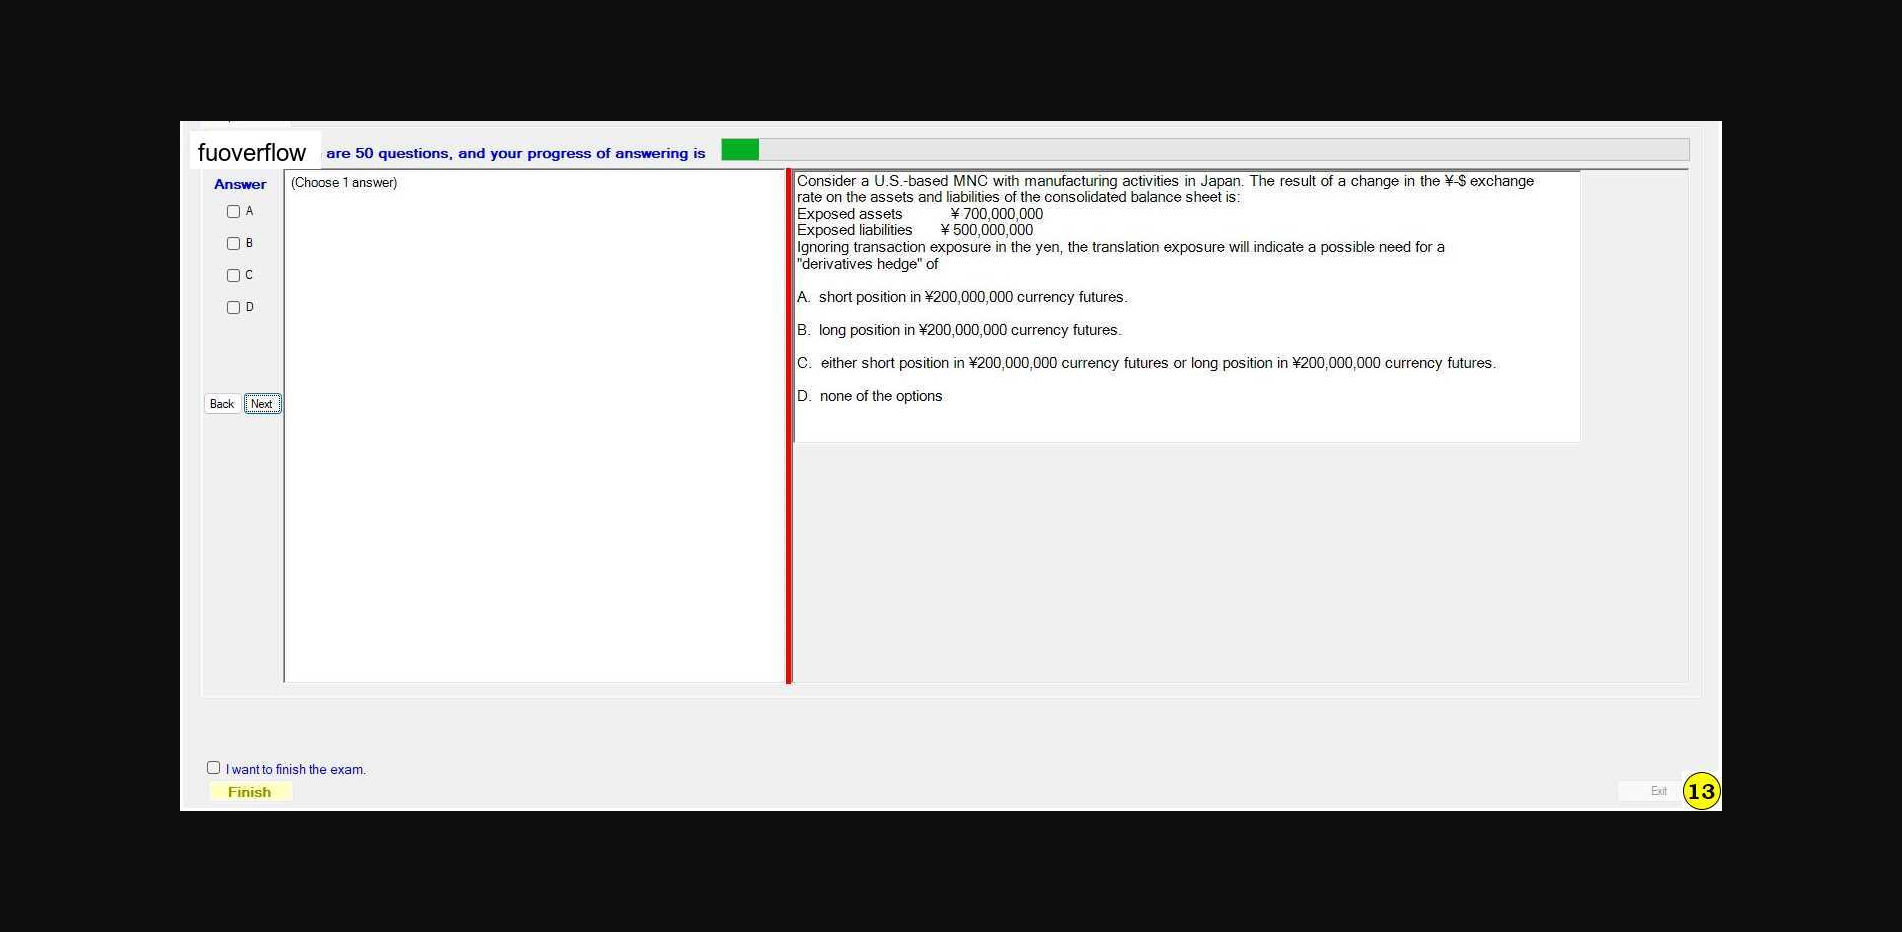 fuoverflow are 50 questions, and your progress of answering is
Answer
A
B
C
D
Back Next
(Choose 1 answer)
Consider a U.S.-based MNC with manufacturing activities in Japan. The result of a change in the ¥-$ exchange
rate on the assets and liabilities of the consolidated balance sheet is:
Exposed assets ¥ 700,000,000
Exposed liabilities ¥ 500,000,000
Ignoring transaction exposure in the yen, the translation exposure will indicate a possible need for a
"derivatives hedge" of
A. short position in ¥200,000,000 currency futures.
B. long position in ¥200,000,000 currency futures.
C. either short position in ¥200,000,000 currency futures or long position in ¥200,000,000 currency futures.
D. none of the options
I want to finish the exam.
Finish
Exit
13